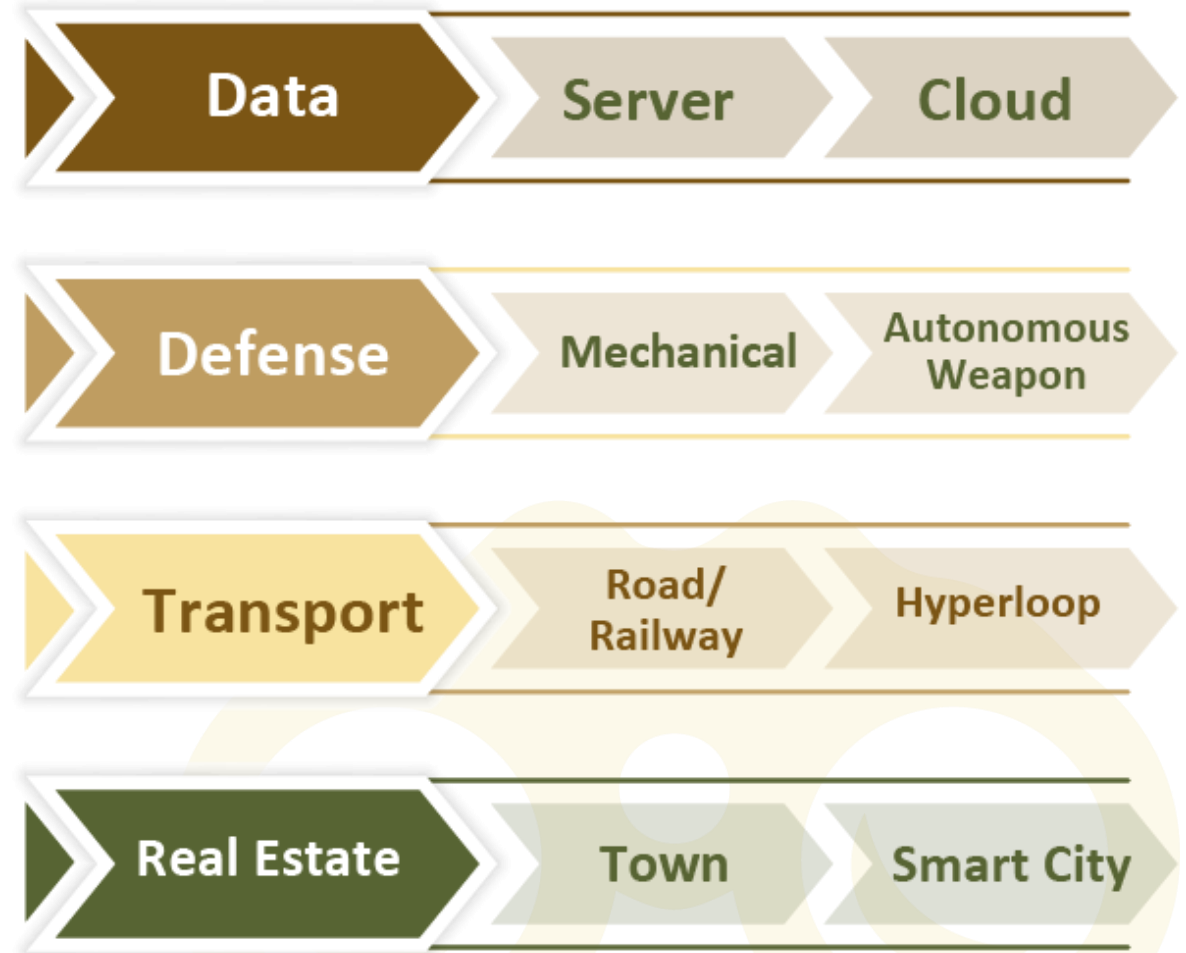 Data
Server
Cloud
Defense
Mechanical
Autonomous
Weapon
Transport
Road/
Railway
Hyperloop
Real Estate
Town
Smart City